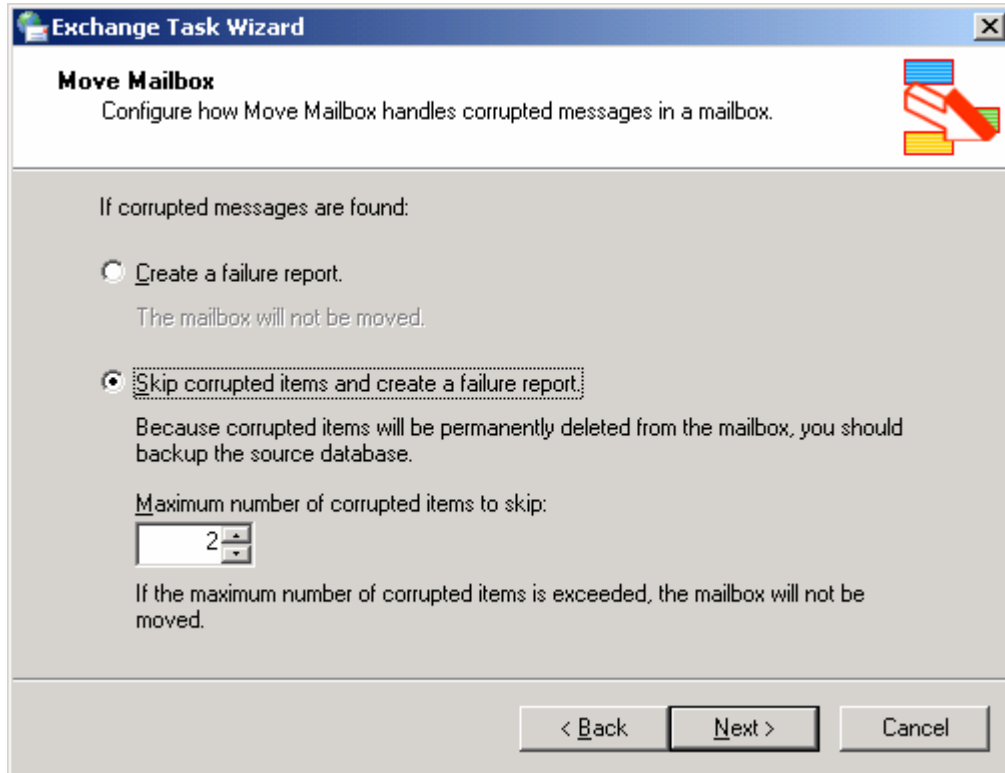 Exchange Task Wizard
Move Mailbox
Configure how Move Mailbox handles corrupted messages in a mailbox.
If corrupted messages are found:
Create a failure report.
The mailbox will not be moved.
Skip corrupted items and create a failure report.
Because corrupted items will be permanently deleted from the mailbox, you should
backup the source database.
Maximum number of corrupted items to skip:
2
If the maximum number of corrupted items is exceeded, the mailbox will not be
moved.
< Back Next > Cancel